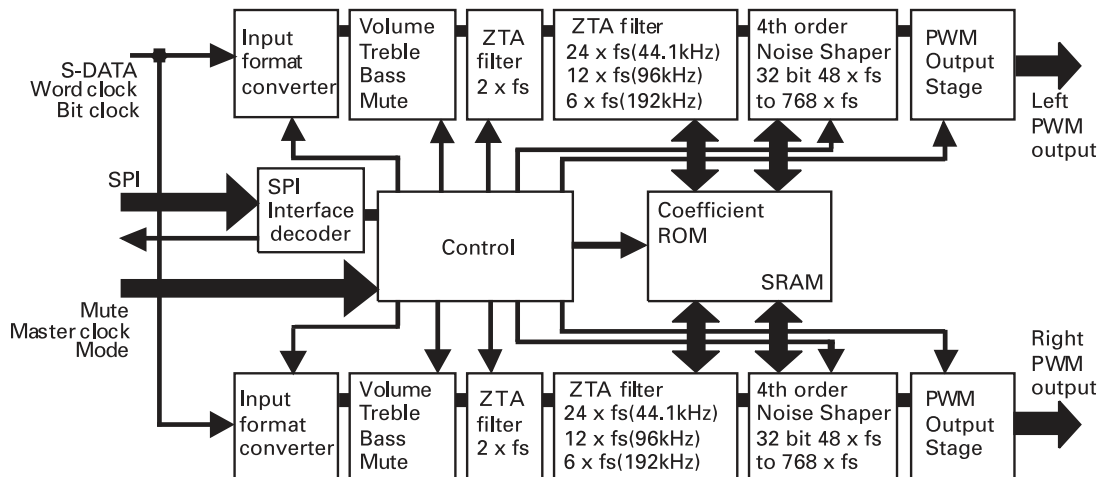 S-DATA
Word clock
Bit clock
Input
format
converter
Volume
Treble
Bass
Mute
ZTA
filter
2 x fs
ZTA filter
24 x fs(44.1kHz)
12 x fs(96kHz)
6 x fs(192kHz)
4th order
Noise Shaper
32 bit 48 x fs
to 768 x fs
PWM
Output
Stage
Left
PWM
output
SPI
SPI
Interface
decoder
Control
Coefficient
ROM
SRAM
Mute
Master clock
Mode
Input
format
converter
Volume
Treble
Bass
Mute
ZTA
filter
2 x fs
ZTA filter
24 x fs(44.1kHz)
12 x fs(96kHz)
6 x fs(192kHz)
4th order
Noise Shaper
32 bit 48 x fs
to 768 x fs
PWM
Output
Stage
Right
PWM
output